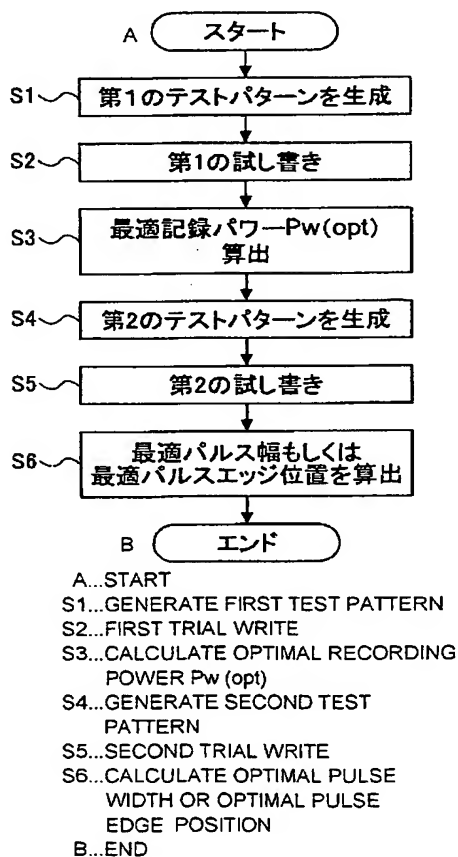 A スタート
S1 第1のテストパターンを生成
S2 第1の試し書き
S3 最適記録パワーPw(opt)
算出
S4 第2のテストパターンを生成
S5 第2の試し書き
S6 最適パルス幅もしくは
最適パルスエッジ位置を算出
B エンド
A...START
S1...GENERATE FIRST TEST PATTERN
S2...FIRST TRIAL WRITE
S3...CALCULATE OPTIMAL RECORDING
POWER Pw (opt)
S4...GENERATE SECOND TEST
PATTERN
S5...SECOND TRIAL WRITE
S6...CALCULATE OPTIMAL PULSE
WIDTH OR OPTIMAL PULSE
EDGE POSITION
B...END